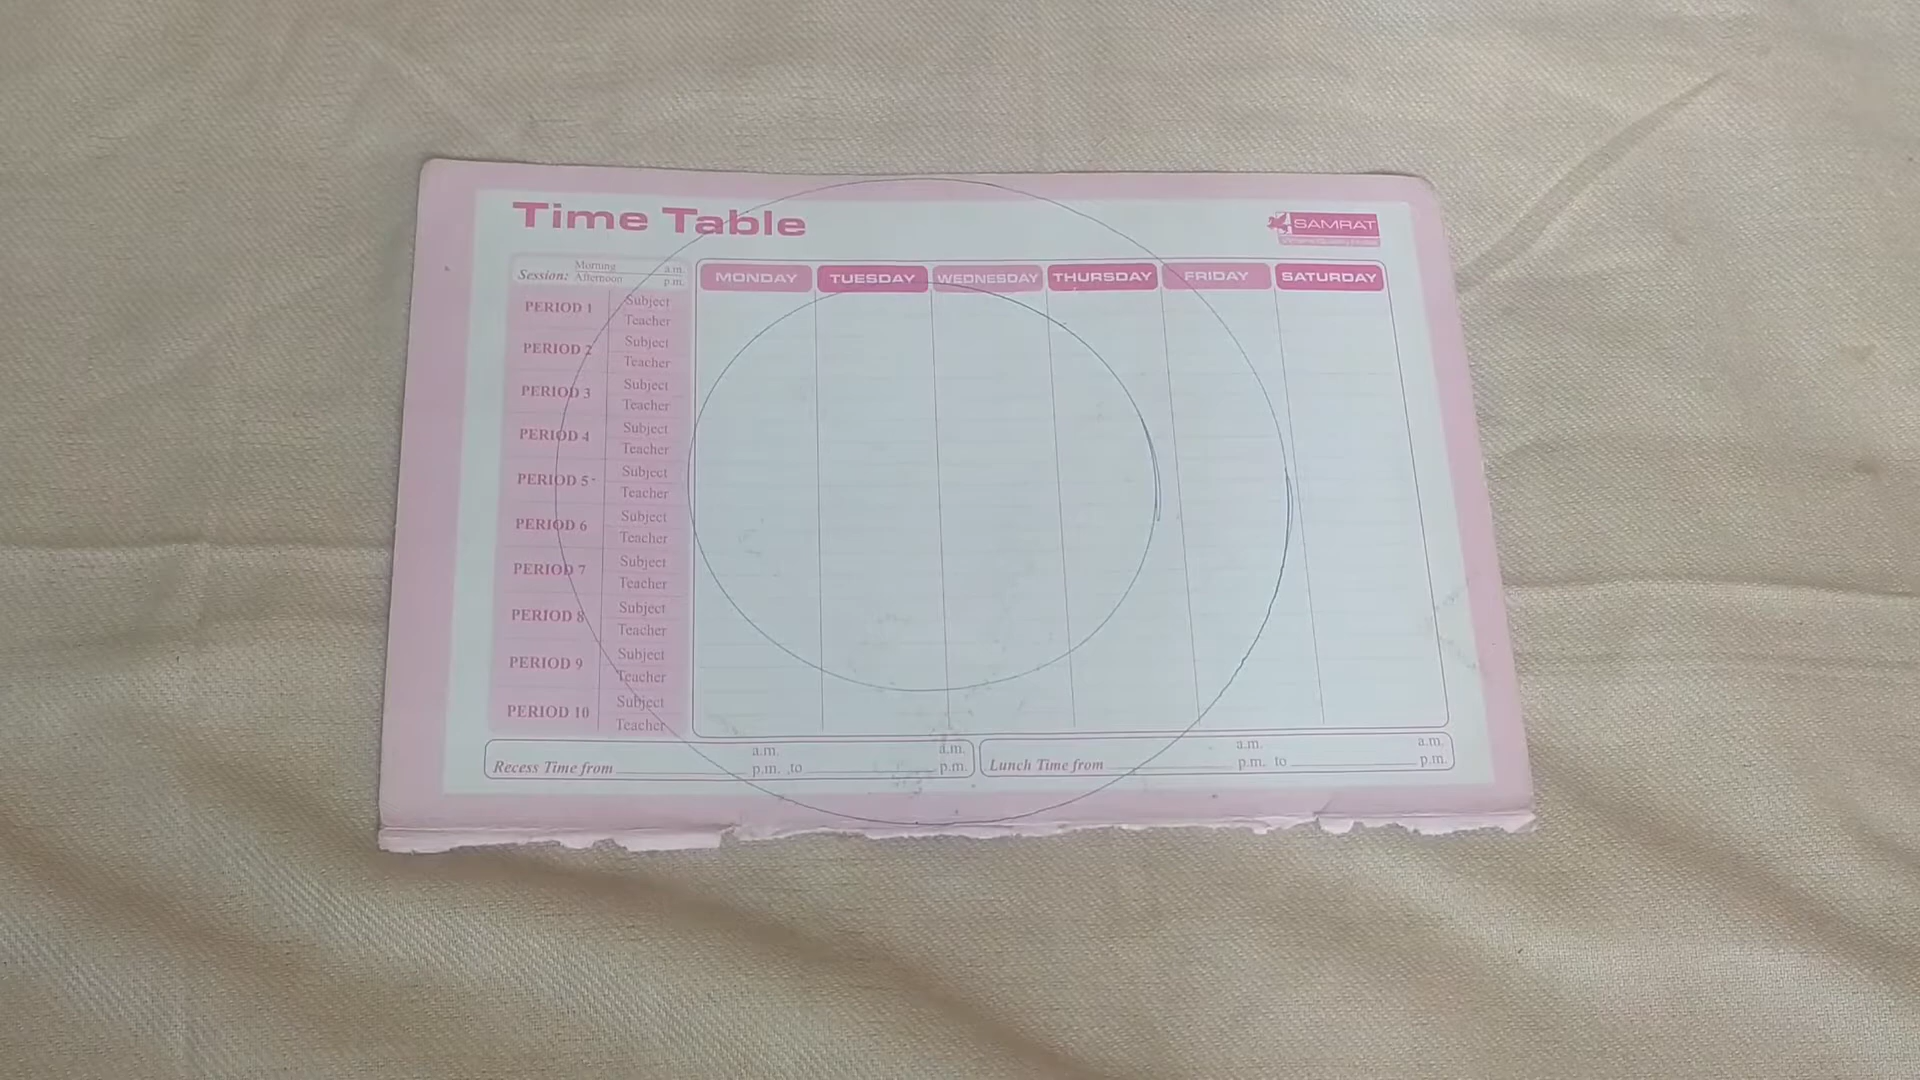 Time Table
SAMRAT
Session: Morning a.m.
Afternoon p.m.
MONDAY TUESDAY WEDNESDAY THURSDAY FRIDAY SATURDAY
PERIOD 1 Subject
Teacher
PERIOD 2 Subject
Teacher
PERIOD 3 Subject
Teacher
PERIOD 4 Subject
Teacher
PERIOD 5 Subject
Teacher
PERIOD 6 Subject
Teacher
PERIOD 7 Subject
Teacher
PERIOD 8 Subject
Teacher
PERIOD 9 Subject
Teacher
PERIOD 10 Subject
Teacher
a.m. a.m. a.m. a.m.
Recess Time from p.m. to p.m. Lunch Time from p.m. to p.m.